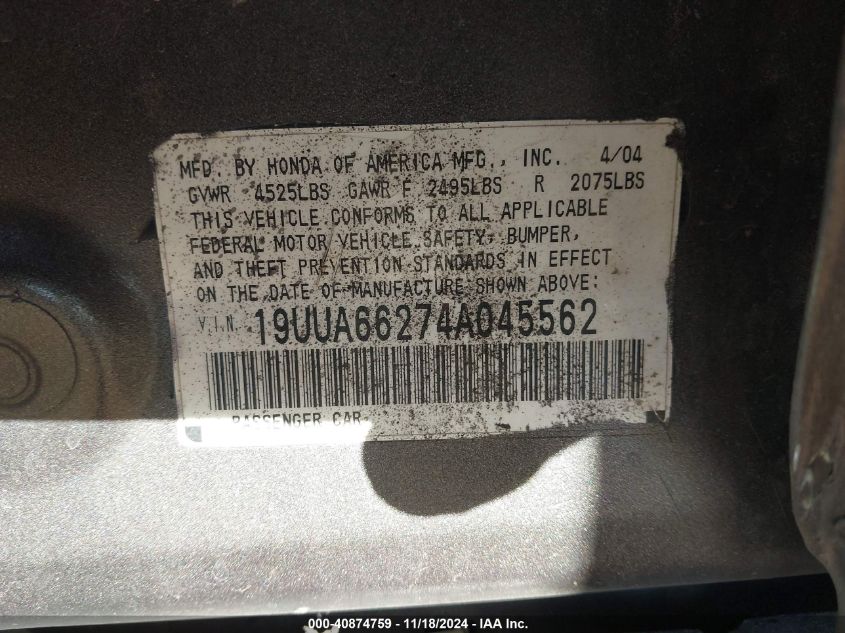 MFD. BY HONDA OF AMERICA MFG., INC. 4/04
GVWR 4525LBS GAWR F 2495LBS R 2075LBS
THIS VEHICLE CONFORMS TO ALL APPLICABLE
FEDERAL MOTOR VEHICLE SAFETY, BUMPER,
AND THEFT PREVENTION STANDARDS IN EFFECT
ON THE DATE OF MANUFACTURE SHOWN ABOVE:
V.I.N. 19UUA66274A045562
PASSENGER CAR
000-40874759 - 11/18/2024 - IAA Inc.